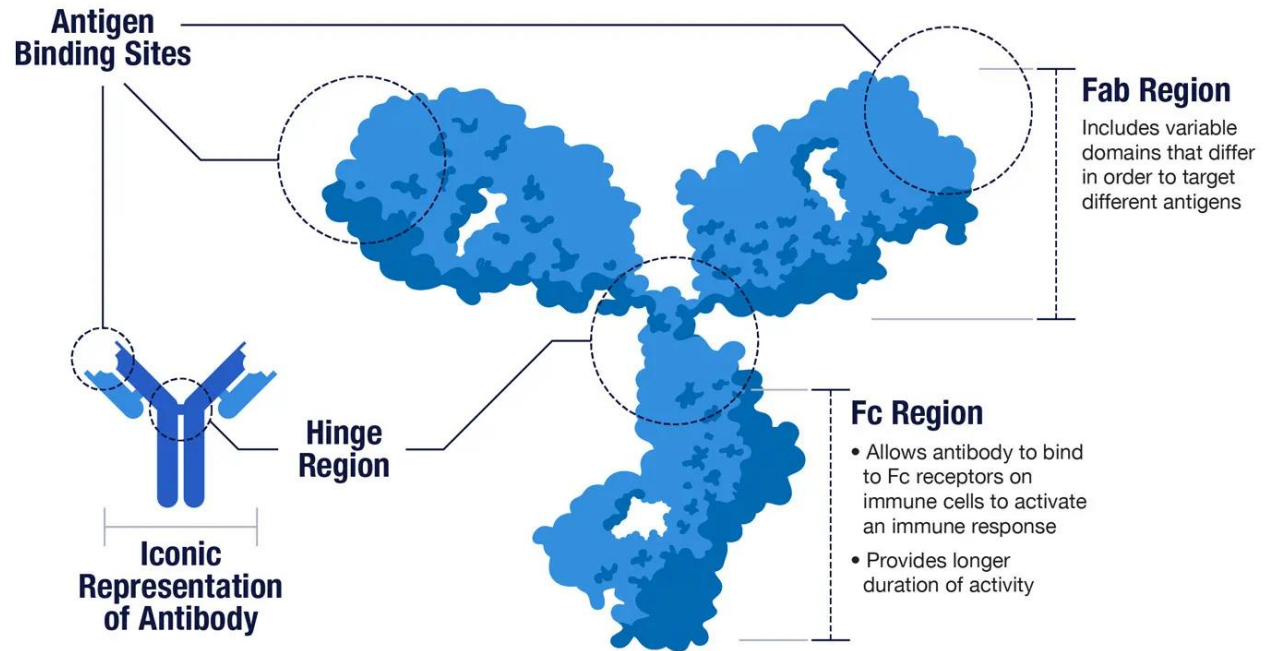 Antigen
Binding Sites
Fab Region
Includes variable
domains that differ
in order to target
different antigens
Hinge
Region
Fc Region
• Allows antibody to bind
to Fc receptors on
immune cells to activate
an immune response
• Provides longer
duration of activity
Iconic
Representation
of Antibody